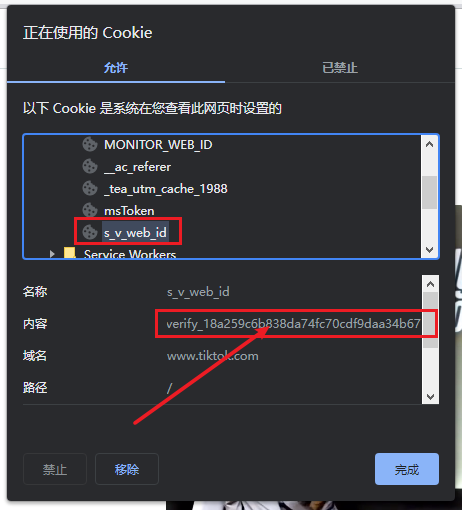 正在使用的 Cookie
允许 已禁止
以下 Cookie 是系统在您查看此网页时设置的
MONITOR_WEB_ID
__ac_referer
_tea_utm_cache_1988
msToken
s_v_web_id
Service Workers
名称 s_v_web_id
内容 verify_18a259c6b838da74fc70cdf9daa34b67
域名 www.tiktok.com
路径 /
禁止 移除 完成